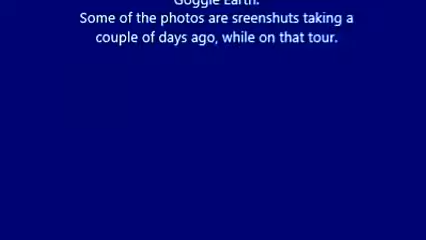 Goggle Earth.
Some of the photos are sreenshuts taking a
couple of days ago, while on that tour.